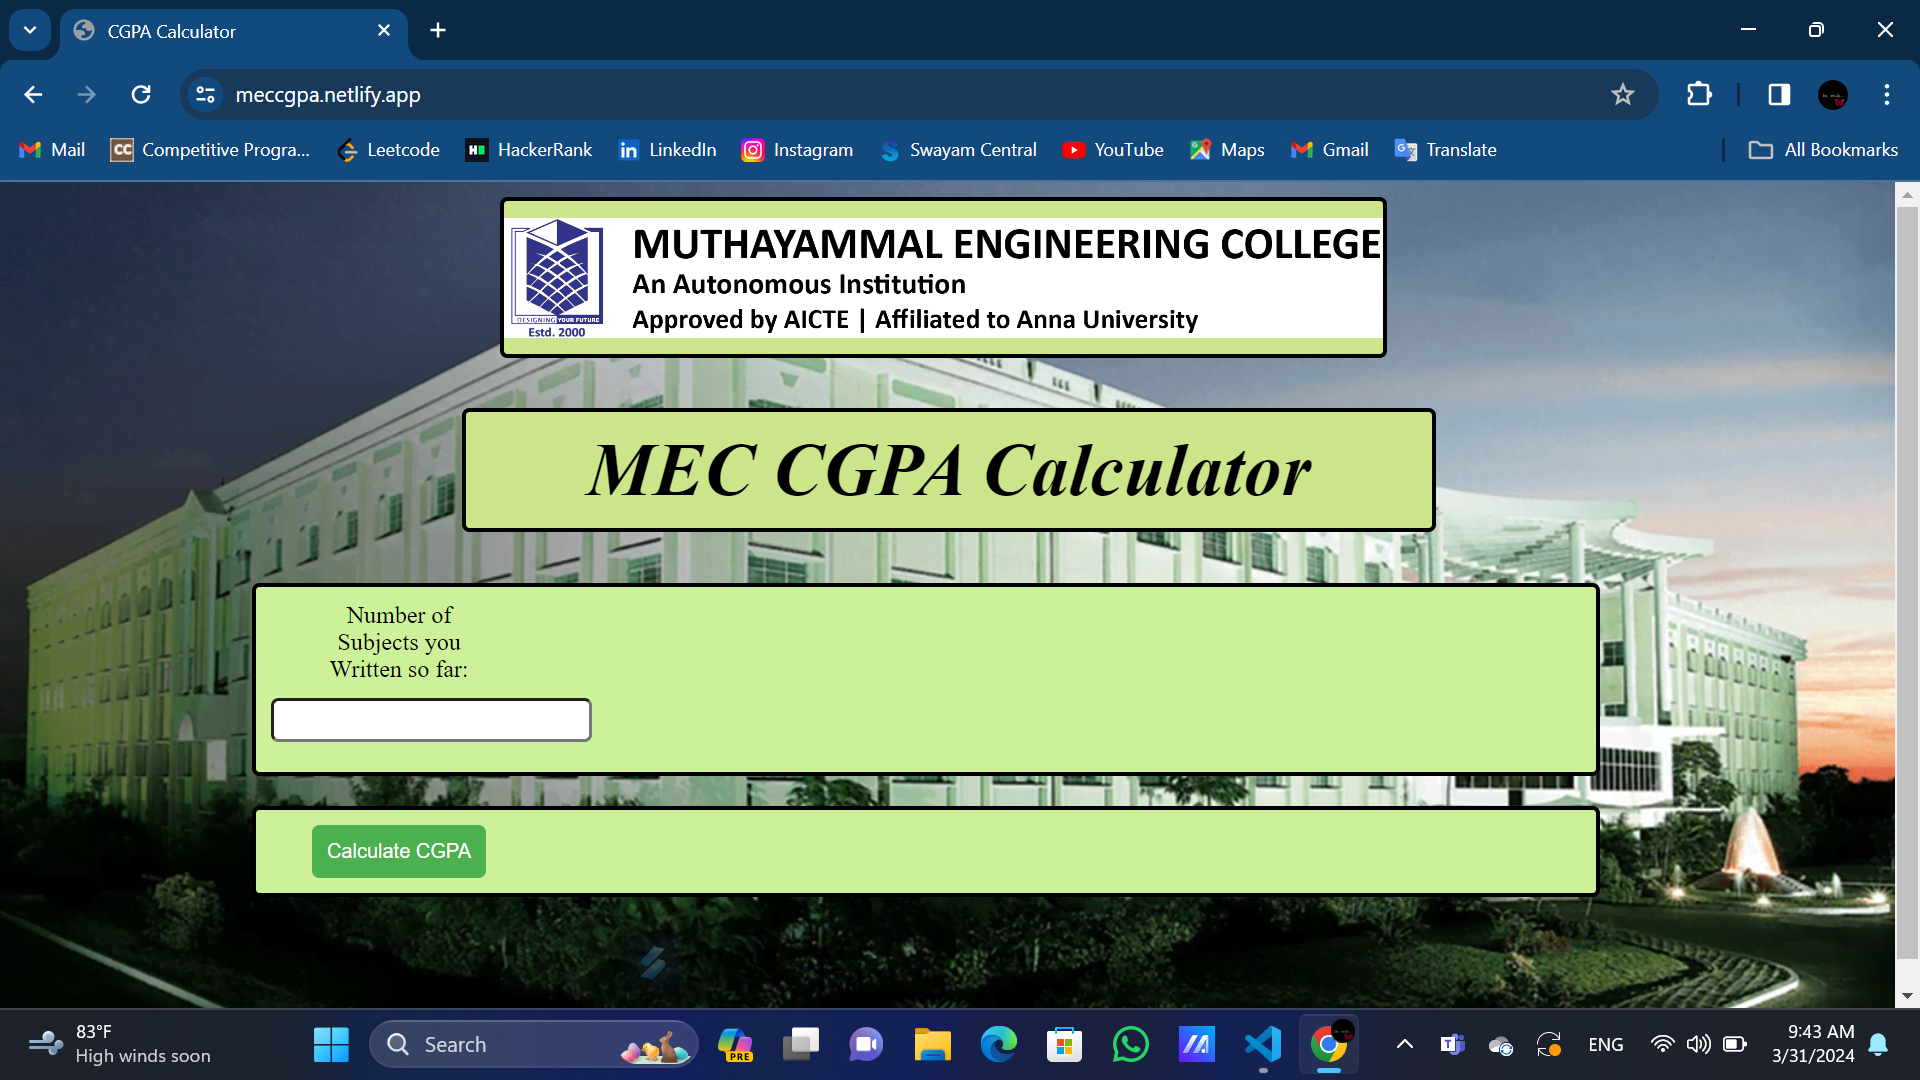 CGPA Calculator
meccgpa.netlify.app
Mail
CC
Competitive Progra...
Leetcode
H
HackerRank
in
LinkedIn
Instagram
Swayam Central
YouTube
Maps
Gmail
Translate
All Bookmarks
MUTHAYAMMAL ENGINEERING COLLEGE
An Autonomous Institution
Approved by AICTE | Affiliated to Anna University
DESIGNING YOUR FUTURE
Estd. 2000
MEC CGPA Calculator
Number of
Subjects you
Written so far:
Calculate CGPA
83°F
High winds soon
Search
PRE
ENG
9:43 AM
3/31/2024